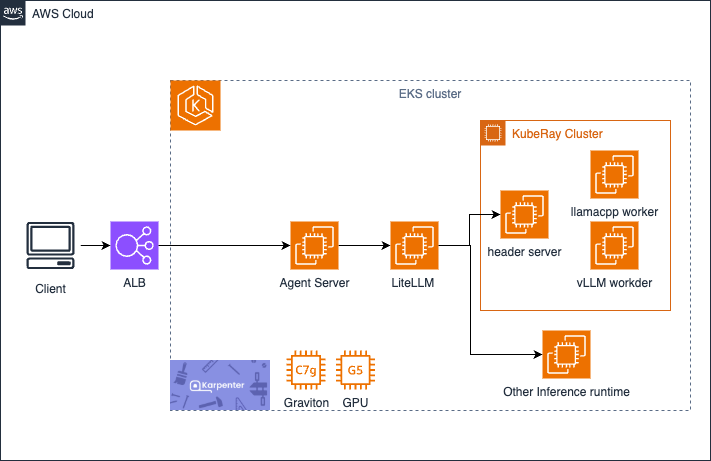 aws
AWS Cloud
EKS cluster
K
KubeRay Cluster
llamacpp worker
header server
vLLM workder
Client
ALB
Agent Server
LiteLLM
Other Inference runtime
Karpenter
C7g
G5
Graviton
GPU